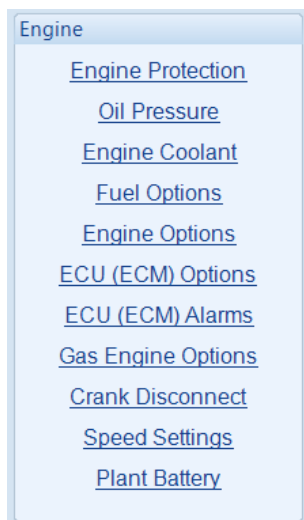 Engine
Engine Protection
Oil Pressure
Engine Coolant
Fuel Options
Engine Options
ECU (ECM) Options
ECU (ECM) Alarms
Gas Engine Options
Crank Disconnect
Speed Settings
Plant Battery